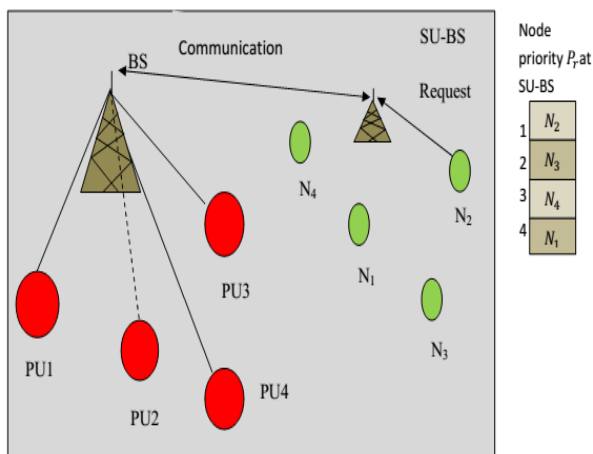 Communication
SU-BS
BS
Request
N4
N2
N1
PU3
N3
PU1
PU2
PU4
Node
priority Pr at
SU-BS
1 N2
2 N3
3 N4
4 N1